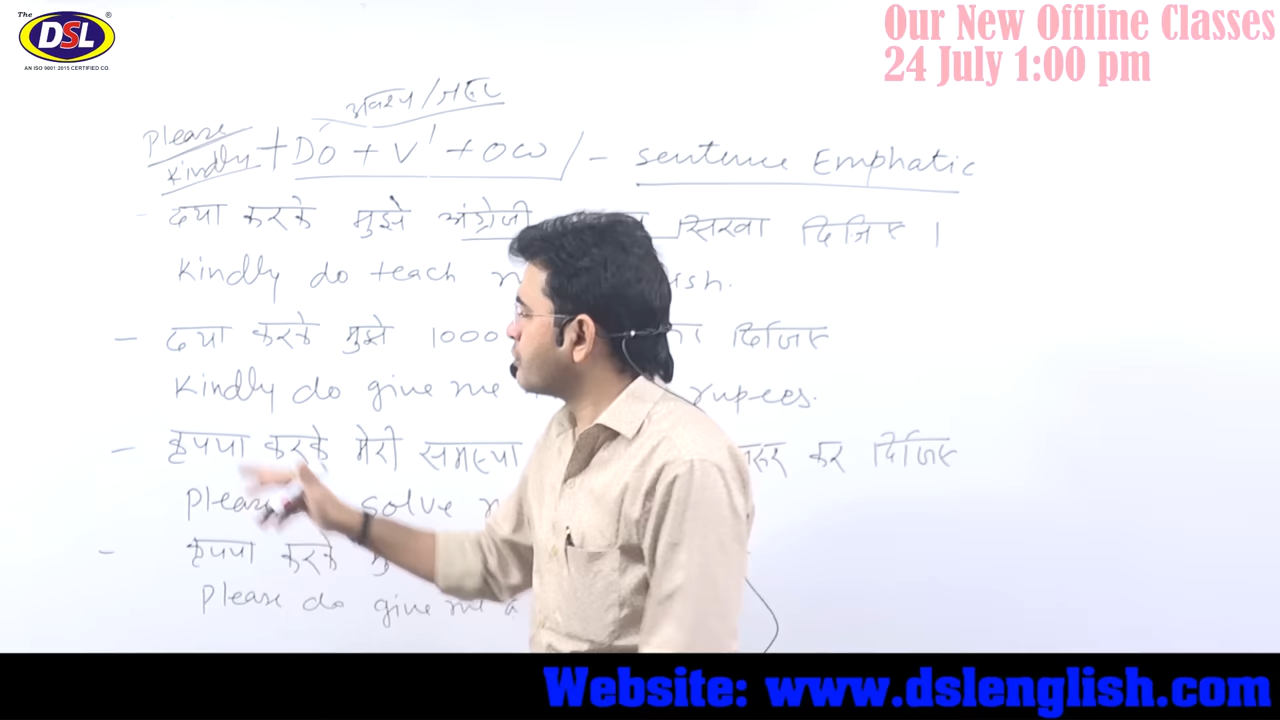 The
DSL
®
AN ISO 9001 2015 CERTIFIED CO.
Our New Offline Classes
24 July 1:00 pm
अवश्य / जरूर
Please
Kindly + Do + V¹ + OW / - sentence Emphatic
दया करके मुझे अंग्रेजी सिखा दिजिए ।
Kindly do teach ish.
- दया करके मुझे 1000 दिजिए
Kindly do give me rupees.
- कृपया करके मेरी समस्या जरूर कर दिजिए
Please solve
- कृपया करके
Please do give me a
Website: www.dslenglish.com